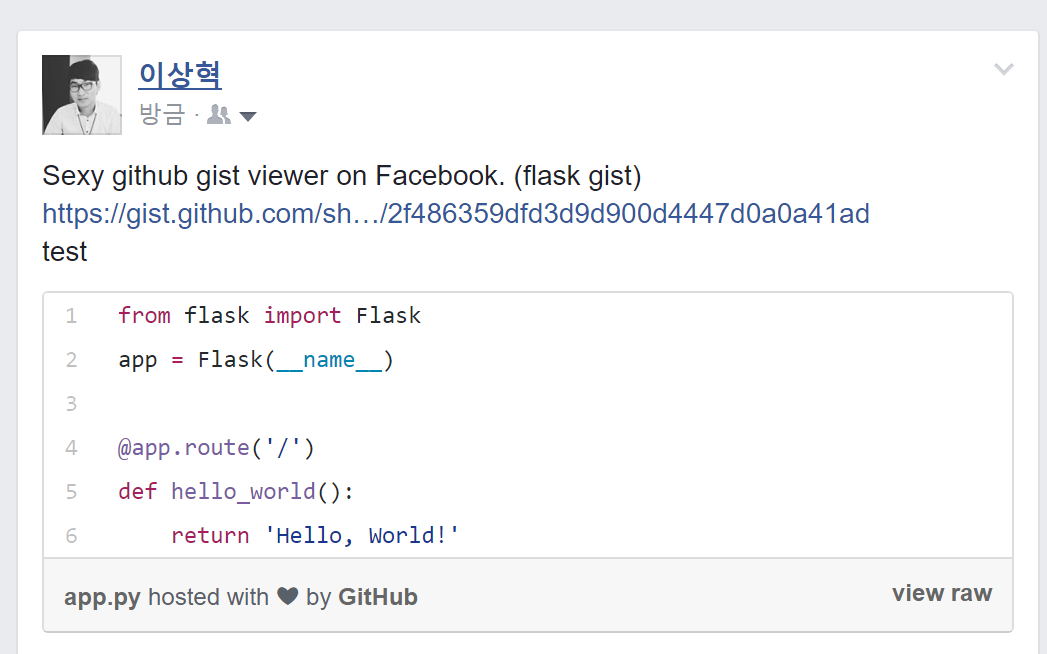 이상혁
방금 ·
Sexy github gist viewer on Facebook. (flask gist)
https://gist.github.com/sh…/2f486359dfd3d9d900d4447d0a0a41ad
test
1 from flask import Flask
2 app = Flask(__name__)
3
4 @app.route('/')
5 def hello_world():
6     return 'Hello, World!'
app.py hosted with ❤ by GitHub view raw